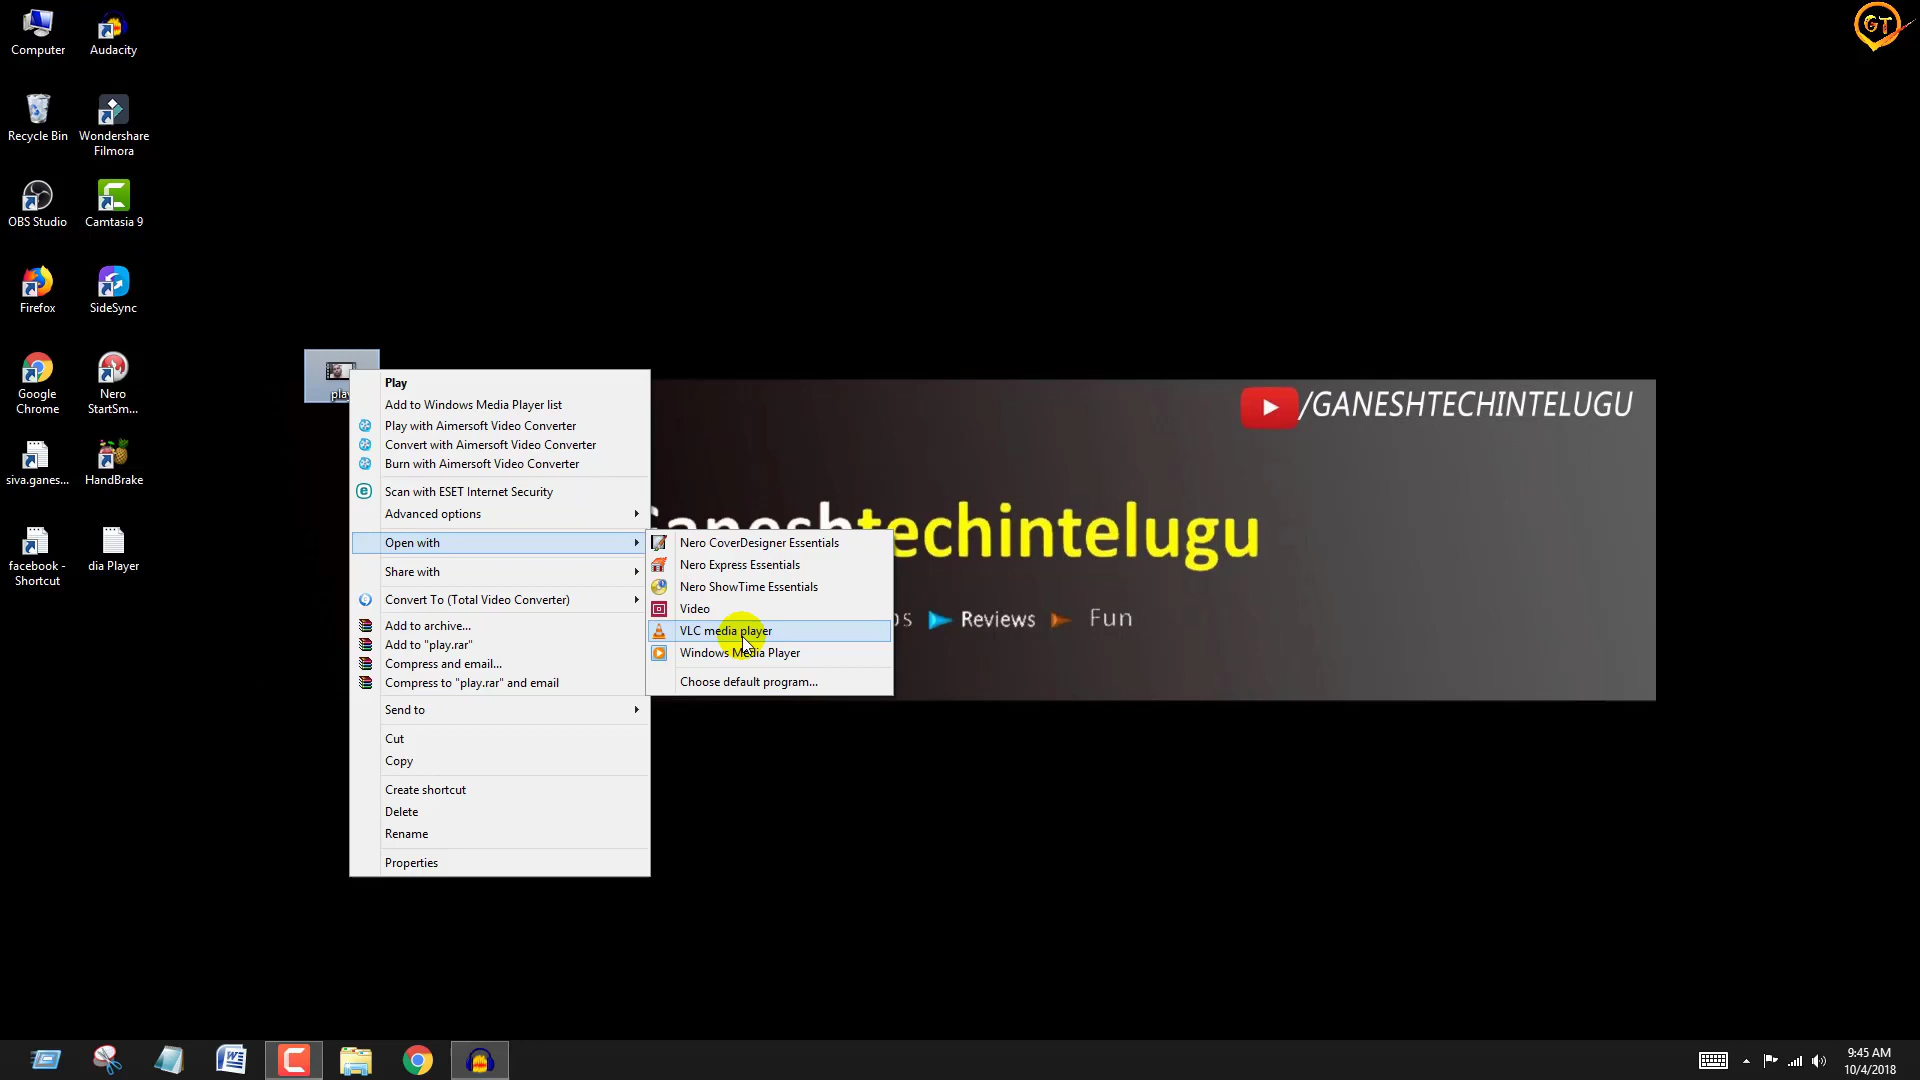 Computer
Audacity
GT
Recycle Bin
Wondershare
Filmora
OBS Studio
Camtasia 9
Firefox
SideSync
Google
Chrome
Nero
StartSm...
siva.ganes...
HandBrake
facebook -
Shortcut
dia Player
Play
Add to Windows Media Player list
Play with Aimersoft Video Converter
Convert with Aimersoft Video Converter
Burn with Aimersoft Video Converter
Scan with ESET Internet Security
Advanced options
Open with
Share with
Convert To (Total Video Converter)
Add to archive...
Add to "play.rar"
Compress and email...
Compress to "play.rar" and email
Send to
Cut
Copy
Create shortcut
Delete
Rename
Properties
Nero CoverDesigner Essentials
Nero Express Essentials
Nero ShowTime Essentials
Video
VLC media player
Windows Media Player
Choose default program...
/GANESHTECHINTELUGU
Ganeshtechintelugu
Reviews Fun
9:45 AM
10/4/2018